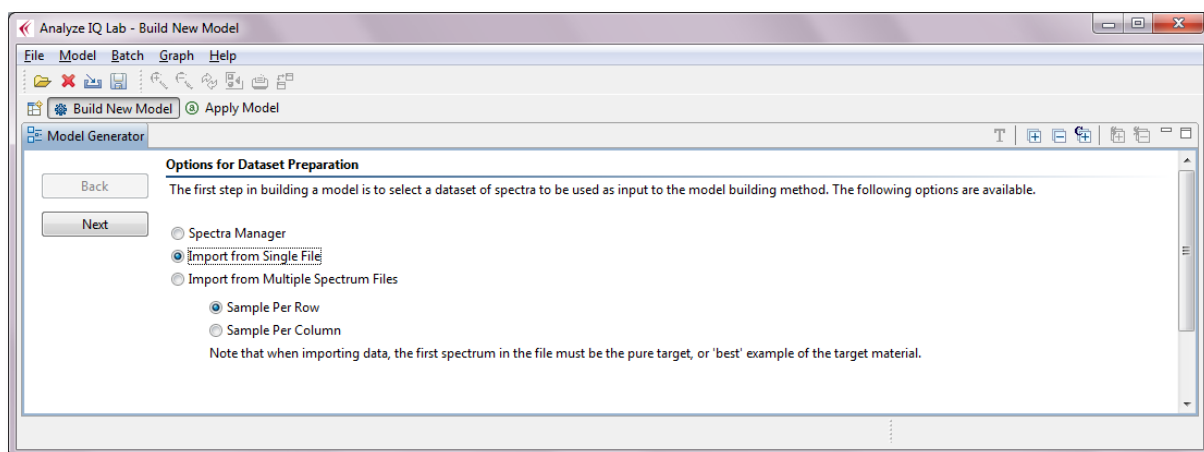 Analyze IQ Lab - Build New Model
File Model Batch Graph Help
Build New Model Apply Model
Model Generator
Options for Dataset Preparation
Back
The first step in building a model is to select a dataset of spectra to be used as input to the model building method. The following options are available.
Next
Spectra Manager
Import from Single File
Import from Multiple Spectrum Files
Sample Per Row
Sample Per Column
Note that when importing data, the first spectrum in the file must be the pure target, or 'best' example of the target material.